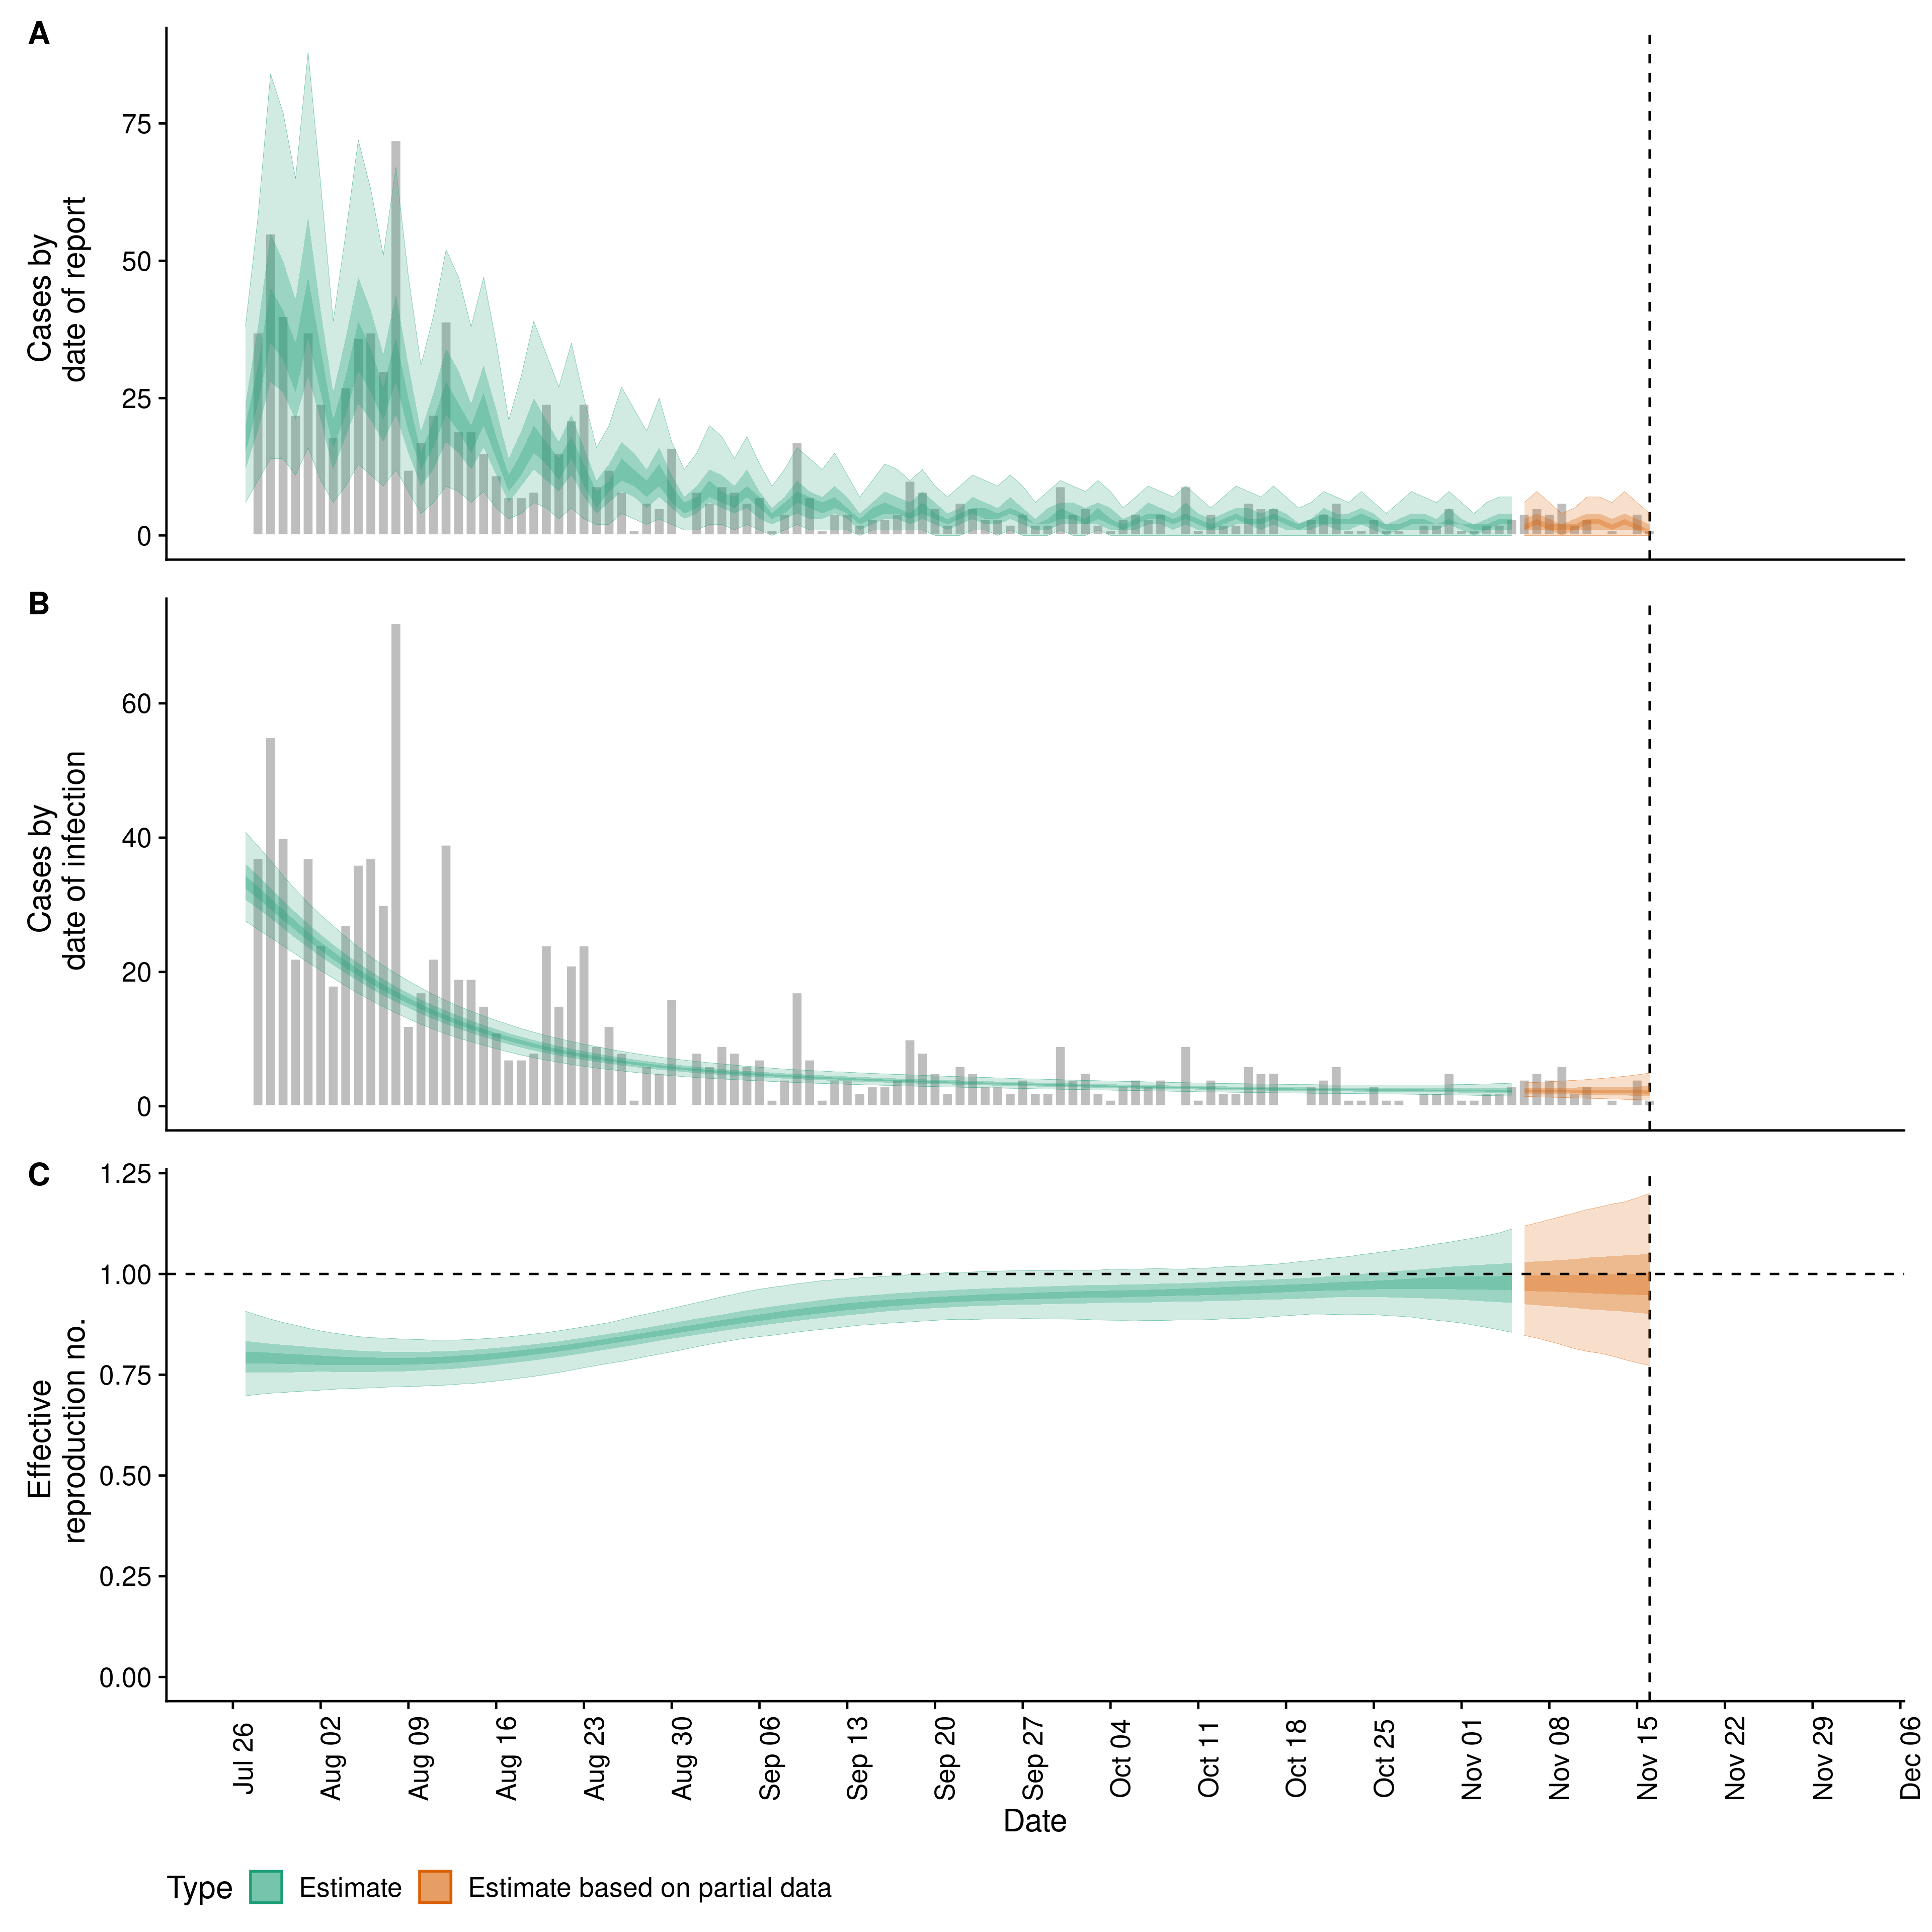 A
Cases by
date of report
75
50
25
0
B
Cases by
date of infection
60
40
20
0
C
Effective
reproduction no.
1.25
1.00
0.75
0.50
0.25
0.00
Jul 26
Aug 02
Aug 09
Aug 16
Aug 23
Aug 30
Sep 06
Sep 13
Sep 20
Sep 27
Oct 04
Oct 11
Oct 18
Oct 25
Nov 01
Nov 08
Nov 15
Nov 22
Nov 29
Dec 06
Date
Type Estimate Estimate based on partial data